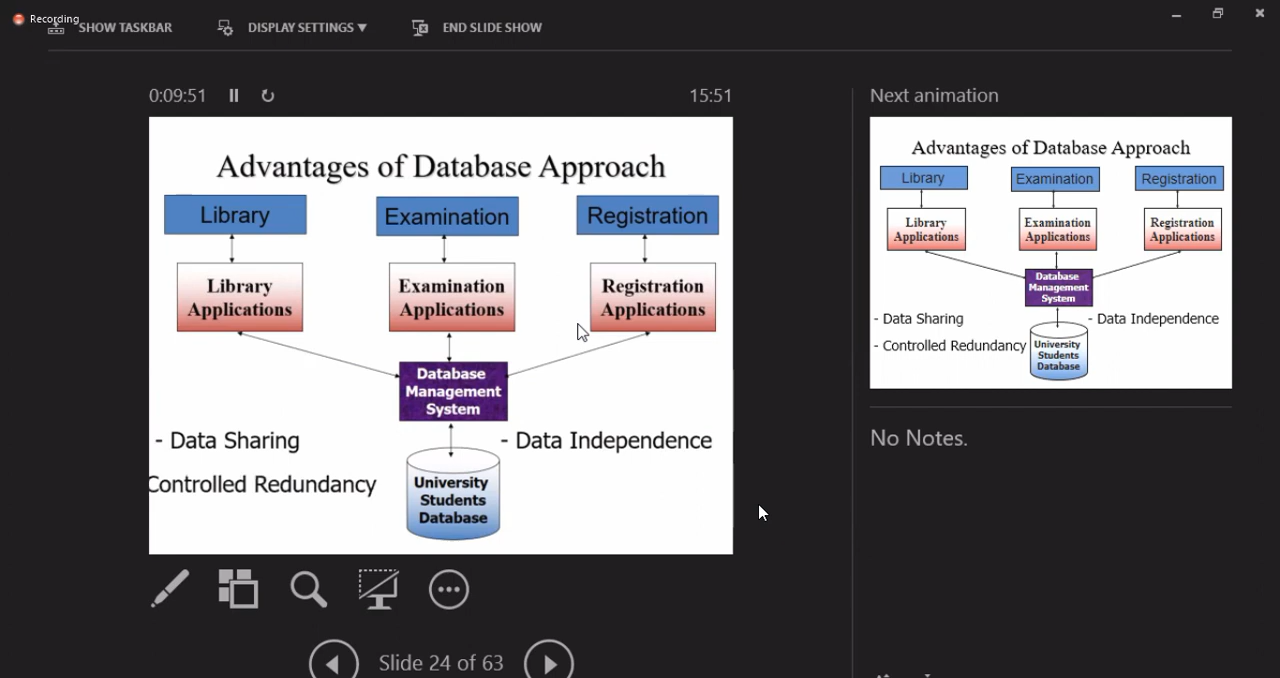 Recording
SHOW TASKBAR
DISPLAY SETTINGS ▼
END SLIDE SHOW
0:09:51
15:51
Advantages of Database Approach
Library
Examination
Registration
Library
Applications
Examination
Applications
Registration
Applications
Database
Management
System
- Data Sharing
- Data Independence
Controlled Redundancy
University
Students
Database
Slide 24 of 63
Next animation
Advantages of Database Approach
Library
Examination
Registration
Library
Applications
Examination
Applications
Registration
Applications
Database
Management
System
- Data Sharing
- Data Independence
- Controlled Redundancy
University
Students
Database
No Notes.